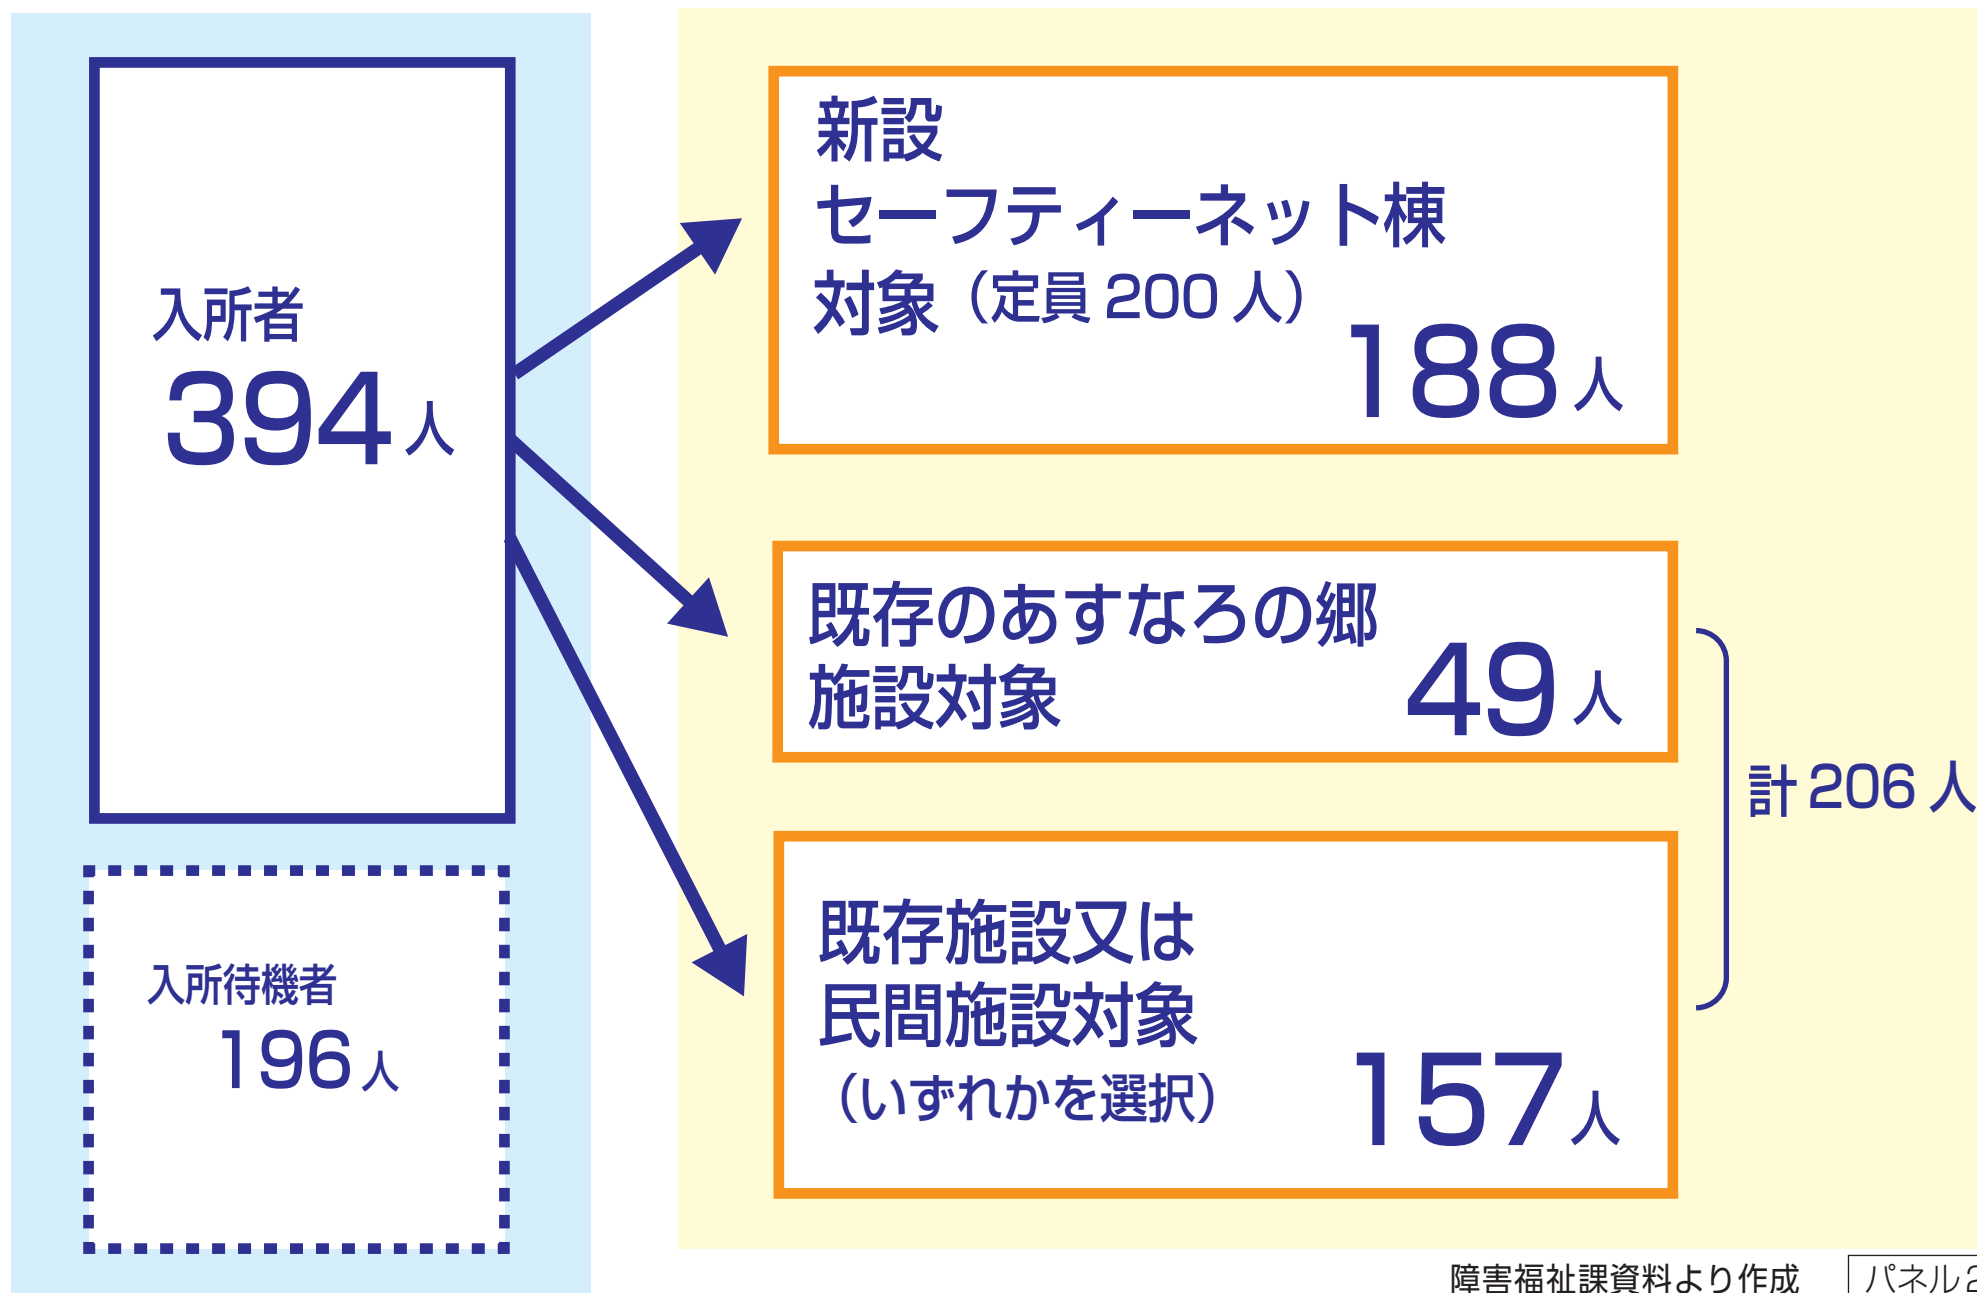 入所者
394人
入所待機者
196人
新設
セーフティーネット棟
対象（定員200人）
188人
既存のあすなろの郷
施設対象
49人
既存施設又は
民間施設対象
（いずれかを選択）
157人
計206人
障害福祉課資料より作成
パネル2